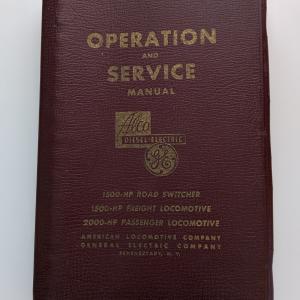 OPERATION
AND
SERVICE
MANUAL
Alco
DIESEL-ELECTRIC
GE
1500-HP ROAD SWITCHER
1500-HP FREIGHT LOCOMOTIVE
2000-HP PASSENGER LOCOMOTIVE
AMERICAN LOCOMOTIVE COMPANY
GENERAL ELECTRIC COMPANY
SCHENECTADY, N. Y.